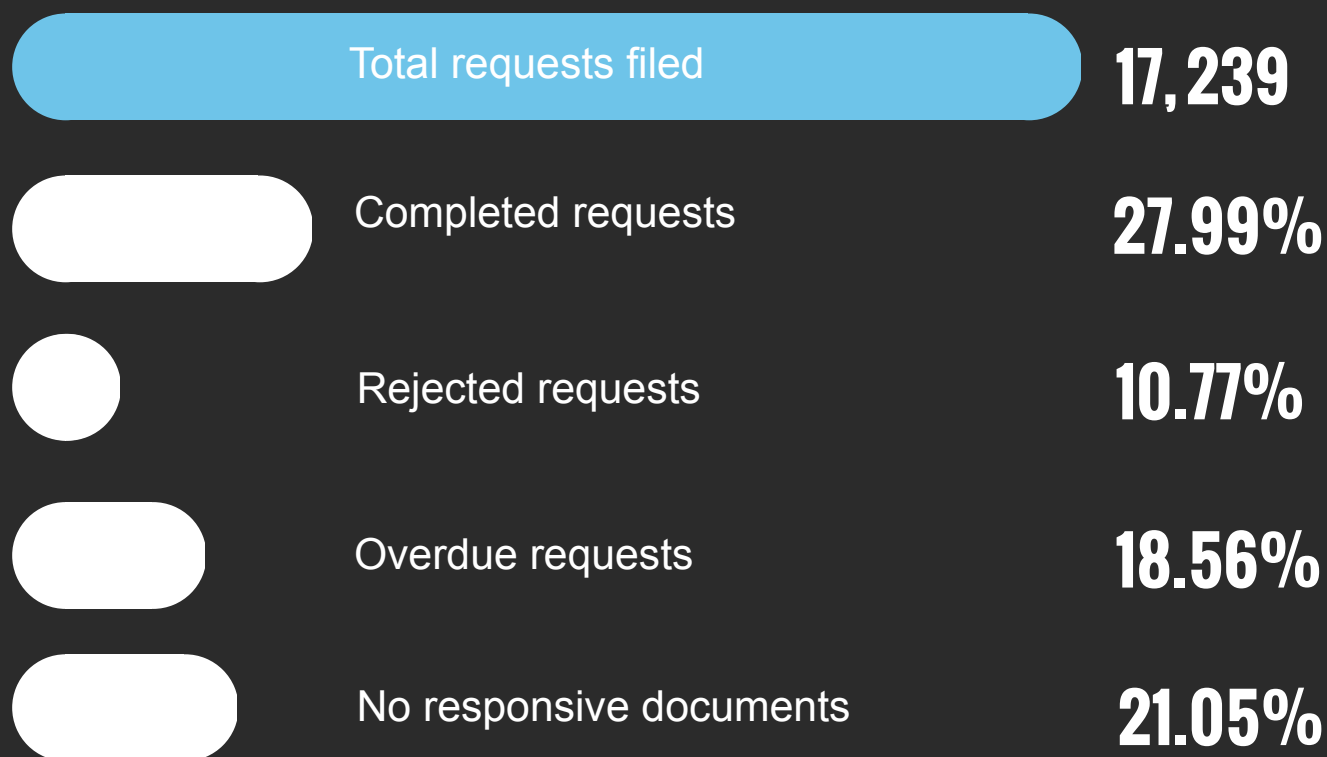 Total requests filed 17,239
Completed requests 27.99%
Rejected requests 10.77%
Overdue requests 18.56%
No responsive documents 21.05%